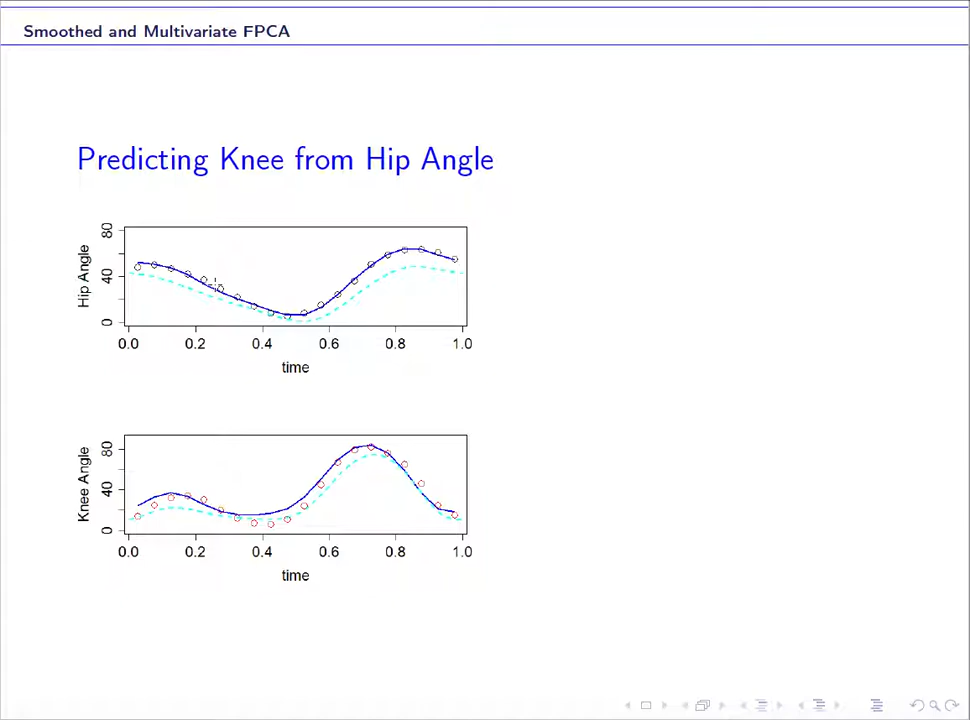 Smoothed and Multivariate FPCA
Predicting Knee from Hip Angle
Hip Angle
80
40
0
0.0 0.2 0.4 0.6 0.8 1.0
time
Knee Angle
80
40
0
0.0 0.2 0.4 0.6 0.8 1.0
time